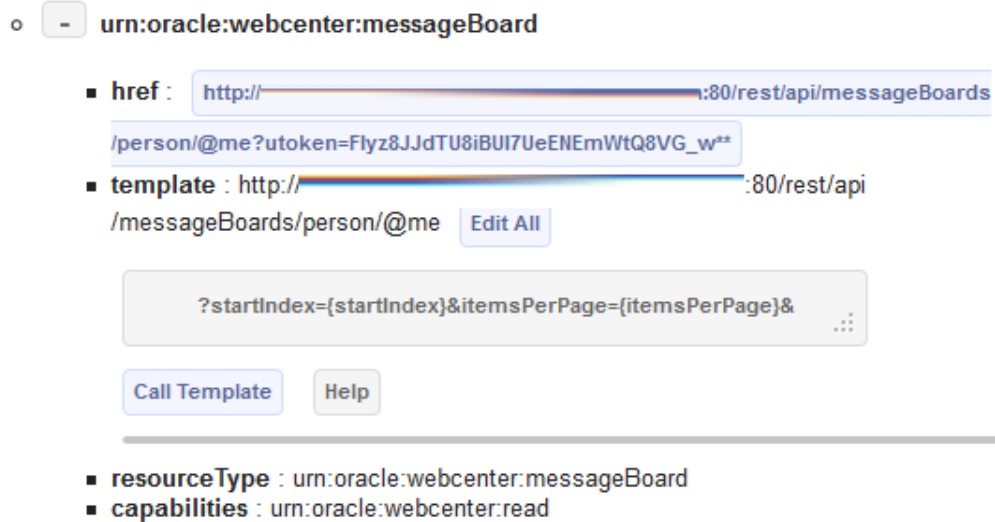 - urn:oracle:webcenter:messageBoard
href : http:// :80/rest/api/messageBoards
/person/@me?utoken=Flyz8JJdTU8iBUl7UeENEmWtQ8VG_w**
template : http:// :80/rest/api
/messageBoards/person/@me Edit All
?startIndex={startIndex}&itemsPerPage={itemsPerPage}&
Call Template Help
resourceType : urn:oracle:webcenter:messageBoard
capabilities : urn:oracle:webcenter:read